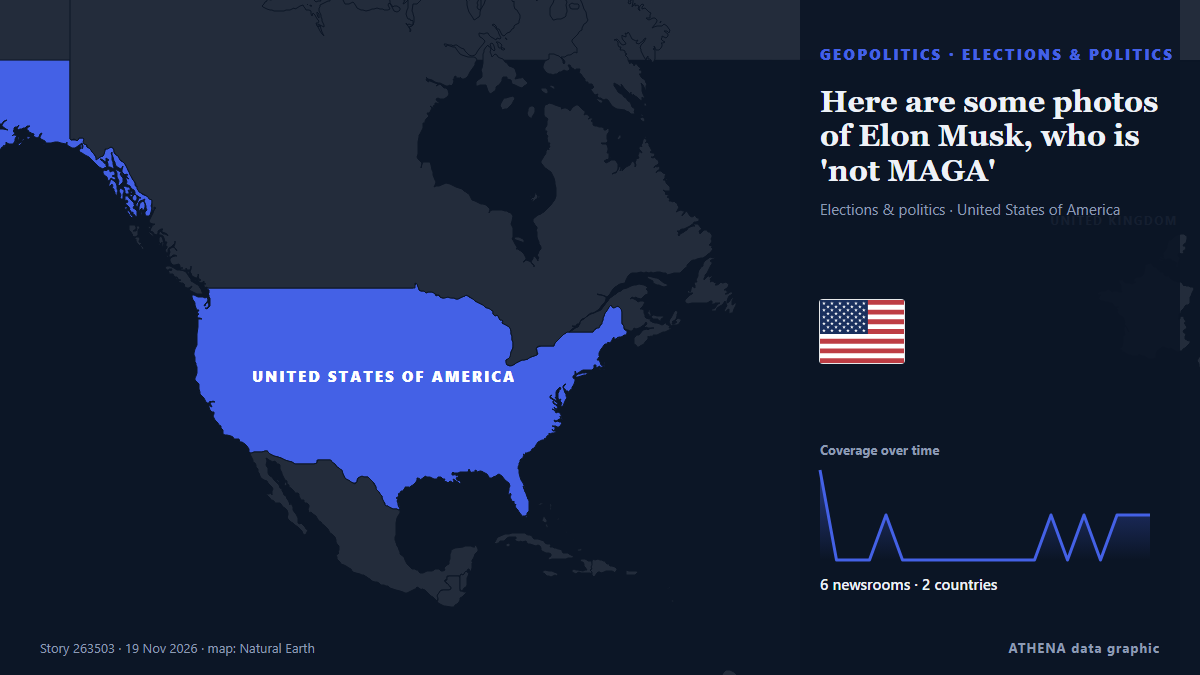 GEOPOLITICS · ELECTIONS & POLITICS
Here are some photos
of Elon Musk, who is
'not MAGA'
Elections & politics · United States of America
UNITED KINGDOM
UNITED STATES OF AMERICA
Coverage over time
6 newsrooms · 2 countries
Story 263503 · 19 Nov 2026 · map: Natural Earth
ATHENA data graphic